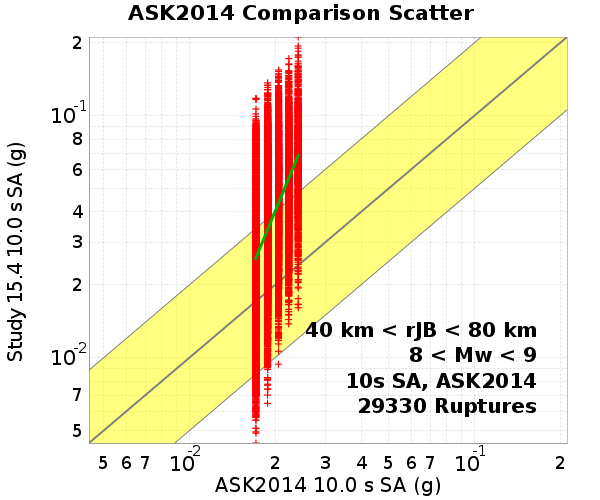 ASK2014 Comparison Scatter
Study 15.4 10.0 s SA (g)
2
10-1
8
6
4
3
2
10-2
7
5
40 km < rJB < 80 km
8 < Mw < 9
10s SA, ASK2014
29330 Ruptures
5 6 7 10-2 2 3 4 5 6 7 10-1 2
ASK2014 10.0 s SA (g)